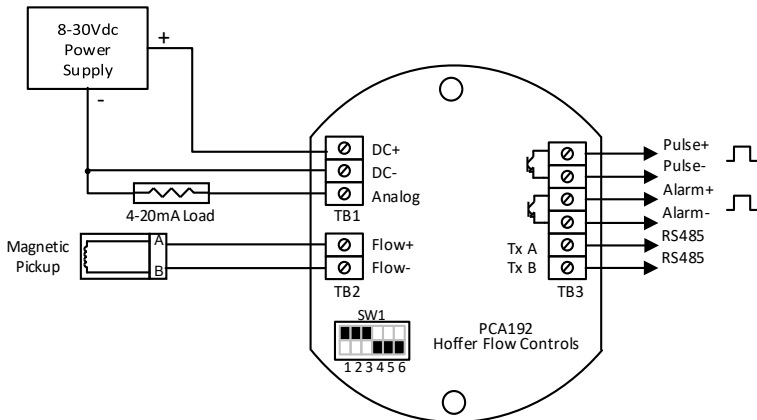 8-30Vdc
Power
Supply
+
-
DC+
DC-
Analog
TB1
4-20mA Load
Magnetic
Pickup
A
B
Flow+
Flow-
TB2
SW1
1 2 3 4 5 6
Pulse+
Pulse-
Alarm+
Alarm-
Tx A
RS485
Tx B
RS485
TB3
PCA192
Hoffer Flow Controls